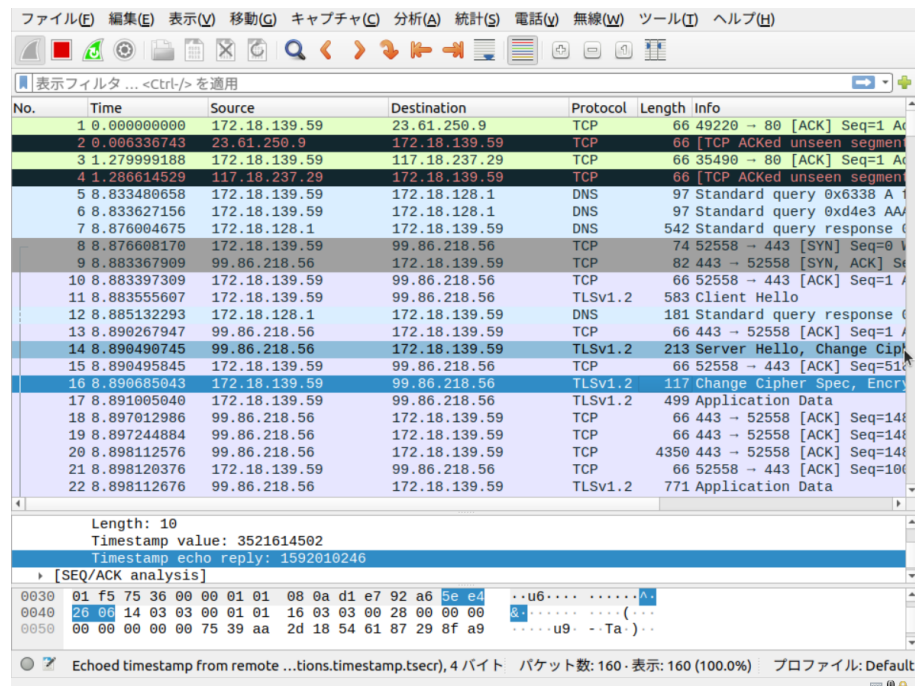 ファイル(F) 編集(E) 表示(V) 移動(G) キャプチャ(C) 分析(A) 統計(S) 電話(y) 無線(W) ツール(T) ヘルプ(H)
表示フィルタ ... <Ctrl-/> を適用
No. Time Source Destination Protocol Length Info
1 0.000000000 172.18.139.59 23.61.250.9 TCP 66 49220 → 80 [ACK] Seq=1 Ac
2 0.006336743 23.61.250.9 172.18.139.59 TCP 66 [TCP ACKed unseen segment
3 1.279999188 172.18.139.59 117.18.237.29 TCP 66 35490 → 80 [ACK] Seq=1 Ac
4 1.286614529 117.18.237.29 172.18.139.59 TCP 66 [TCP ACKed unseen segment
5 8.833480658 172.18.139.59 172.18.128.1 DNS 97 Standard query 0x6338 A
6 8.833627156 172.18.139.59 172.18.128.1 DNS 97 Standard query 0xd4e3 AAA
7 8.876004675 172.18.128.1 172.18.139.59 DNS 542 Standard query response
8 8.876608170 172.18.139.59 99.86.218.56 TCP 74 52558 → 443 [SYN] Seq=0
9 8.883367909 99.86.218.56 172.18.139.59 TCP 82 443 → 52558 [SYN, ACK] Se
10 8.883397309 172.18.139.59 99.86.218.56 TCP 66 52558 → 443 [ACK] Seq=1
11 8.883555607 172.18.139.59 99.86.218.56 TLSv1.2 583 Client Hello
12 8.885132293 172.18.128.1 172.18.139.59 DNS 181 Standard query response
13 8.890267947 99.86.218.56 172.18.139.59 TCP 66 443 → 52558 [ACK] Seq=1
14 8.890490745 99.86.218.56 172.18.139.59 TLSv1.2 213 Server Hello, Change Cip
15 8.890495845 172.18.139.59 99.86.218.56 TCP 66 52558 → 443 [ACK] Seq=518
16 8.890685043 172.18.139.59 99.86.218.56 TLSv1.2 117 Change Cipher Spec, Encry
17 8.891005040 172.18.139.59 99.86.218.56 TLSv1.2 499 Application Data
18 8.897012986 99.86.218.56 172.18.139.59 TCP 66 443 → 52558 [ACK] Seq=148
19 8.897244884 99.86.218.56 172.18.139.59 TCP 66 443 → 52558 [ACK] Seq=148
20 8.898112576 99.86.218.56 172.18.139.59 TCP 4350 443 → 52558 [ACK] Seq=148
21 8.898120376 172.18.139.59 99.86.218.56 TCP 66 52558 → 443 [ACK] Seq=100
22 8.898112676 99.86.218.56 172.18.139.59 TLSv1.2 771 Application Data
Length: 10
Timestamp value: 3521614502
Timestamp echo reply: 1592010246
[SEQ/ACK analysis]
0030 01 f5 75 36 00 00 01 01 08 0a d1 e7 92 a6 5e e4 ··u6···· ······^·
0040 26 06 14 03 03 00 01 01 16 03 03 00 28 00 00 00 &······· ····(···
0050 00 00 00 00 00 75 39 aa 2d 18 54 61 87 29 8f a9 ·····u9· -·Ta·)··
Echoed timestamp from remote …tions.timestamp.tsecr), 4 バイト パケット数: 160 · 表示: 160 (100.0%) プロファイル: Default